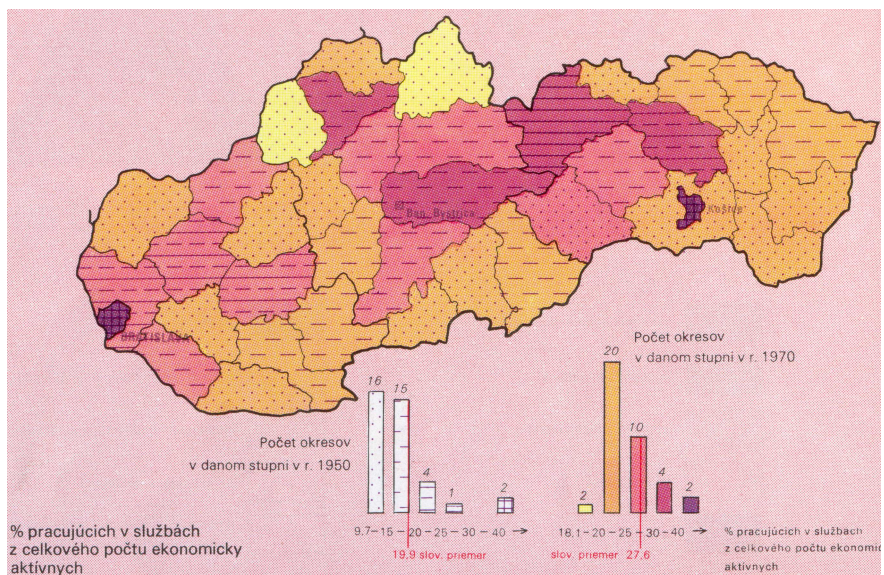 Ban. Bystrica
Košice
BRATISLAVA
Počet okresov
v danom stupni v r. 1970
20
16
15
10
Počet okresov
v danom stupni v r. 1950
4
1
2
2
4
2
% pracujúcich v službách
z celkového počtu ekonomicky
aktívnych
9.7–15–20–25–30–40 →
19,9 slov. priemer
16,1–20–25–30–40 →
slov. priemer 27,6
% pracujúcich v službách
z celkového počtu ekonomic
aktívnych